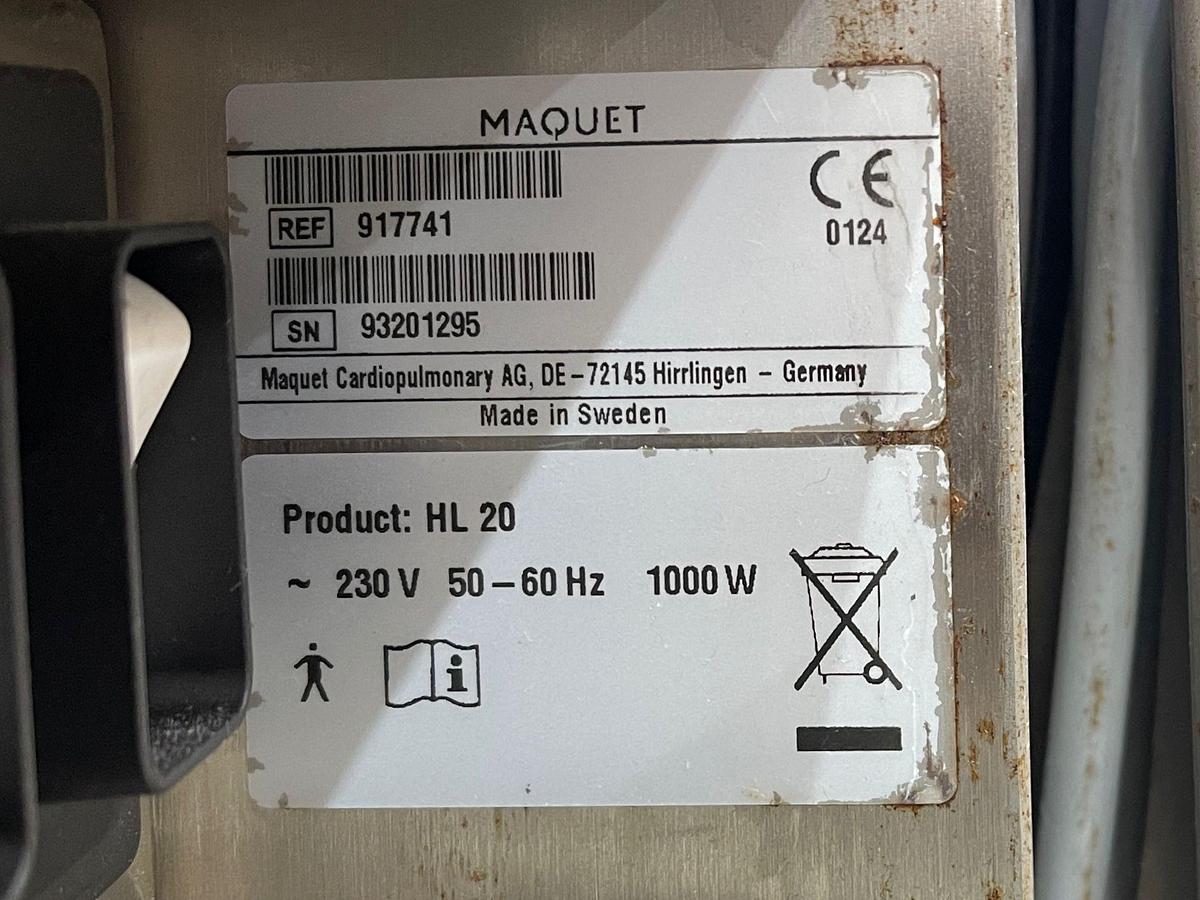 MAQUET
CE
REF 917741
0124
SN 93201295
Maquet Cardiopulmonary AG, DE–72145 Hirrlingen – Germany
Made in Sweden
Product: HL 20
~ 230 V 50–60 Hz 1000 W
i